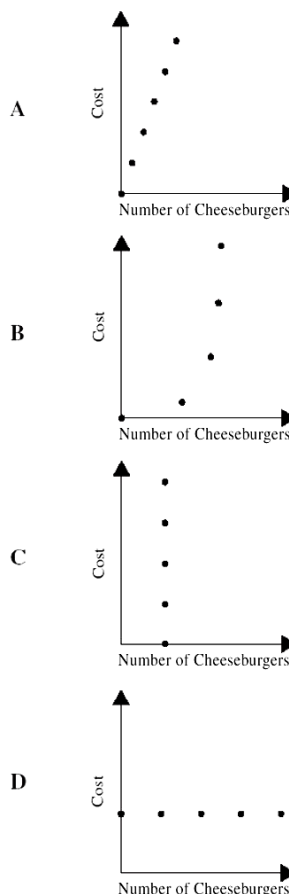 A
Cost
Number of Cheeseburgers
B
Cost
Number of Cheeseburgers
C
Cost
Number of Cheeseburgers
D
Cost
Number of Cheeseburgers